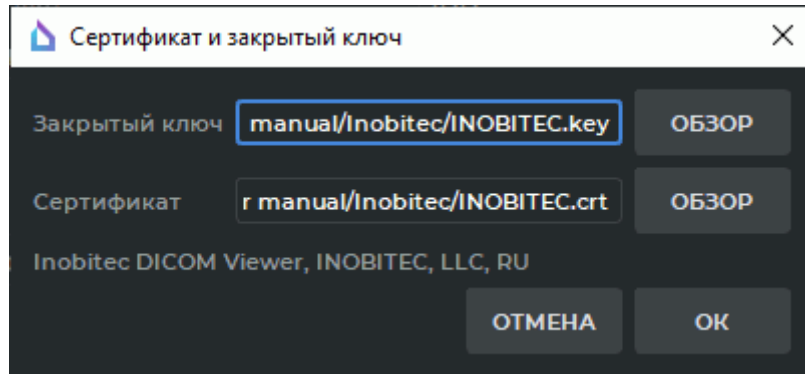 Сертификат и закрытый ключ
Закрытый ключ manual/Inobitec/INOBITEC.key ОБЗОР
Сертификат r manual/Inobitec/INOBITEC.crt ОБЗОР
Inobitec DICOM Viewer, INOBITEC, LLC, RU
ОТМЕНА ОК